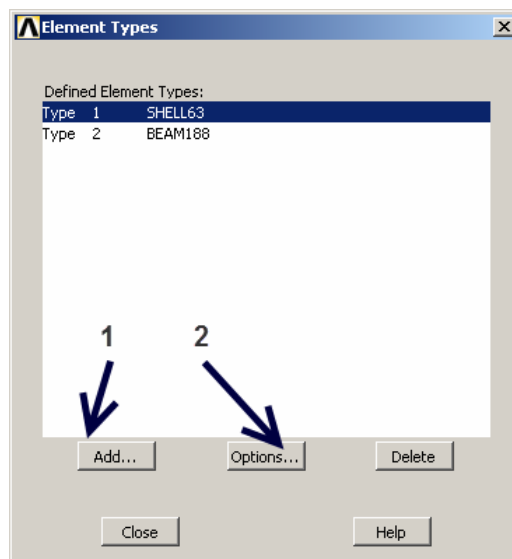 Element Types
Defined Element Types:
Type 1 SHELL63
Type 2 BEAM188
1 2
Add... Options... Delete
Close Help